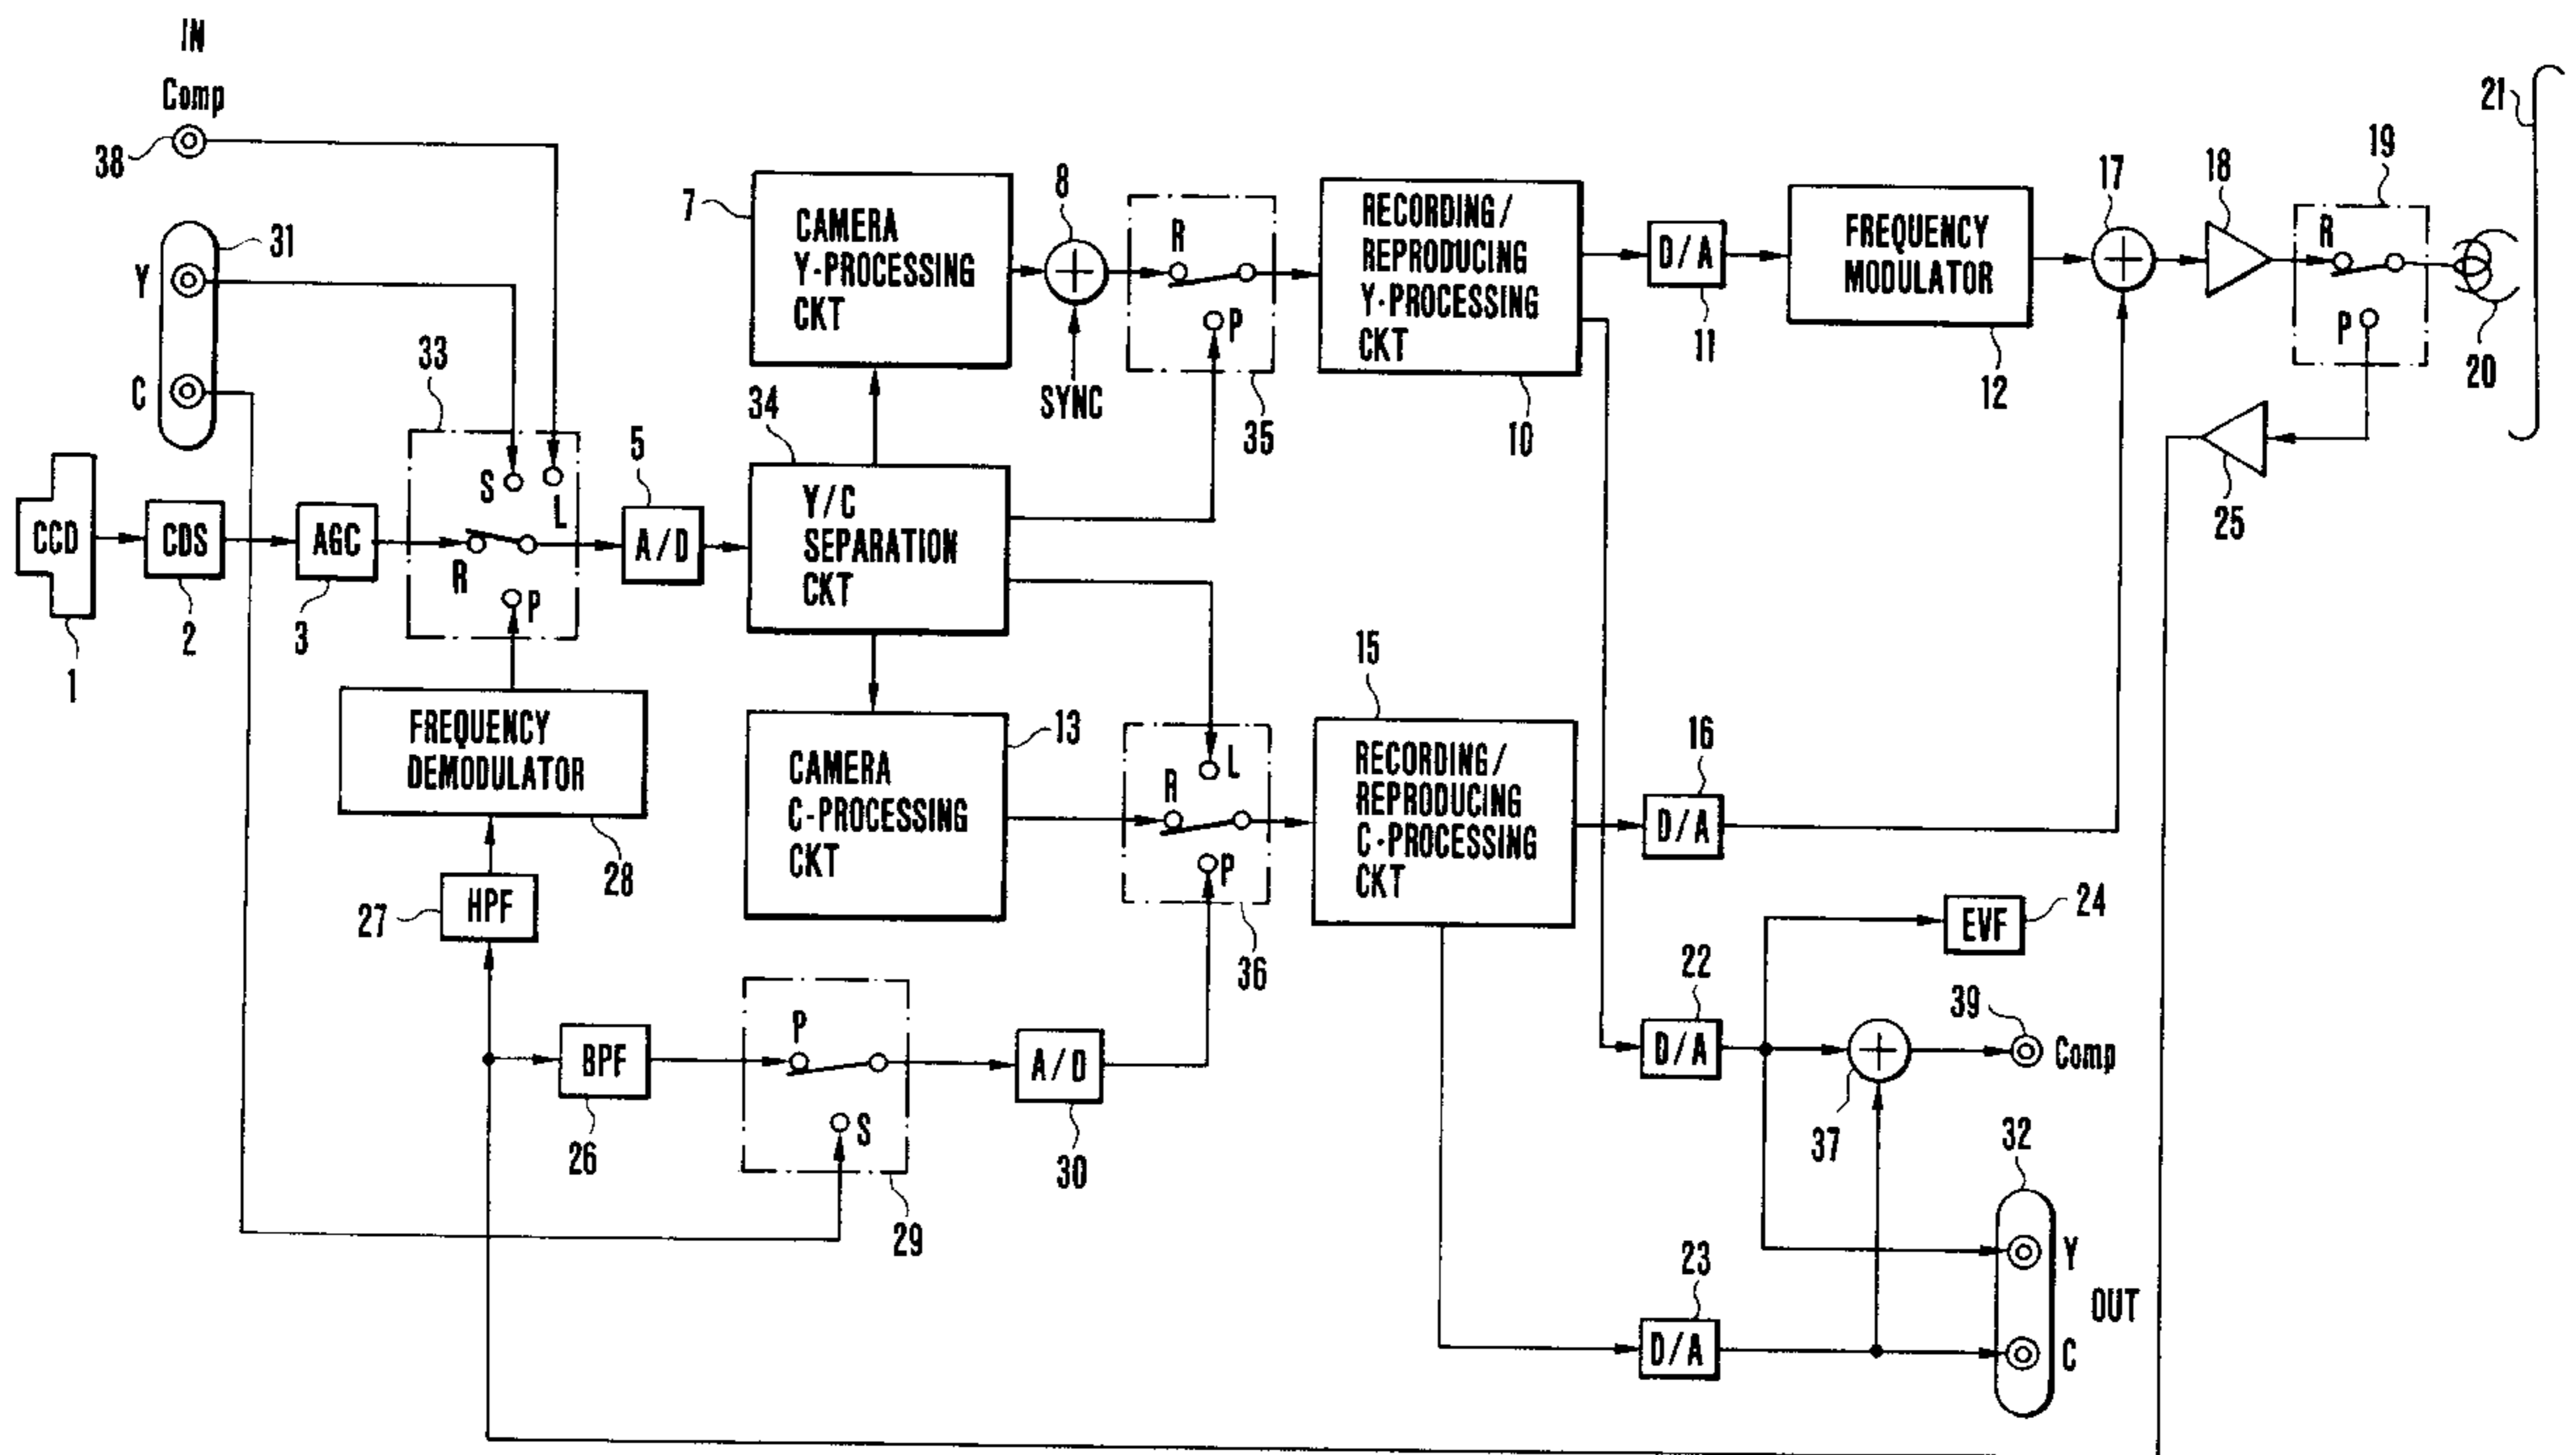 IN
Comp
38
31
Y
C
33
S
L
R
P
CCD
1
CDS
2
AGC
3
5
A/D
34
Y/C
SEPARATION
CKT
7
CAMERA
Y-PROCESSING
CKT
8
SYNC
R
P
35
RECORDING/
REPRODUCING
Y-PROCESSING
CKT
10
D/A
11
FREQUENCY
MODULATOR
12
17
18
19
R
P
20
21
25
FREQUENCY
DEMODULATOR
28
27
HPF
CAMERA
C-PROCESSING
CKT
13
L
R
P
36
15
RECORDING/
REPRODUCING
C-PROCESSING
CKT
16
D/A
BPF
26
P
S
29
A/D
30
22
D/A
EVF
24
37
39
Comp
32
Y
C
OUT
23
D/A